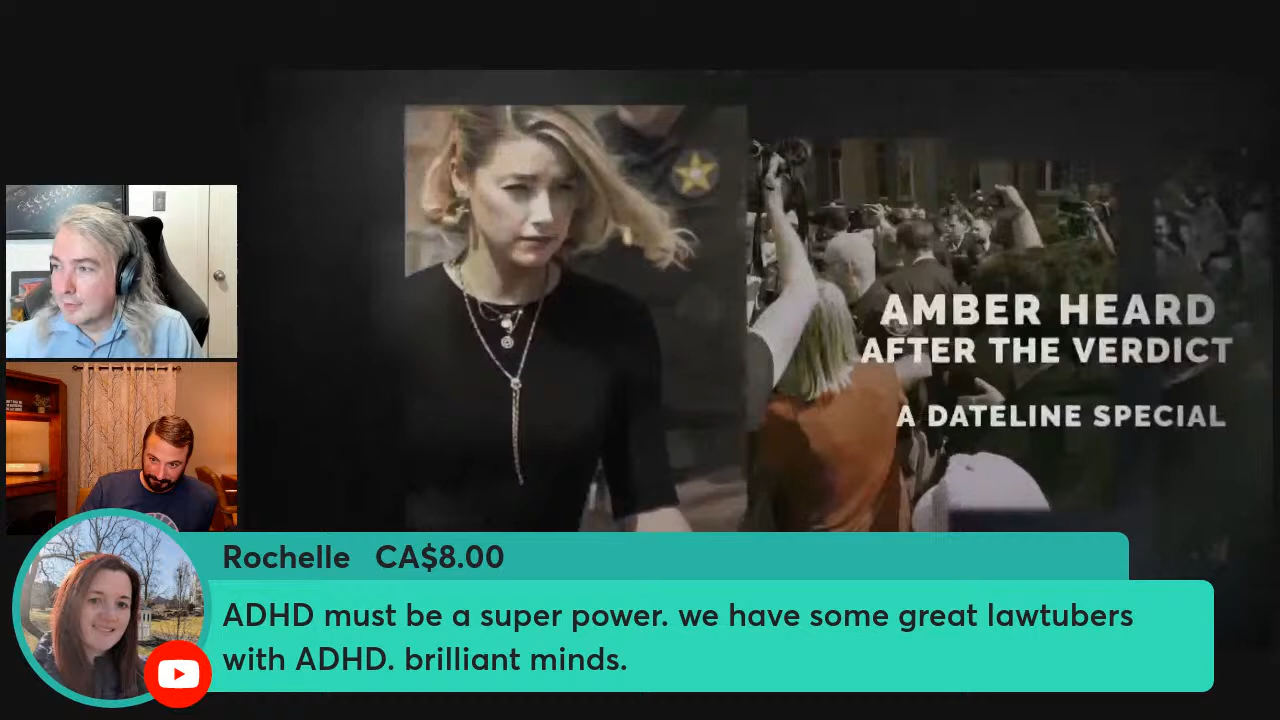 AMBER HEARD
AFTER THE VERDICT
A DATELINE SPECIAL
Rochelle CA$8.00
ADHD must be a super power. we have some great lawtubers
with ADHD. brilliant minds.